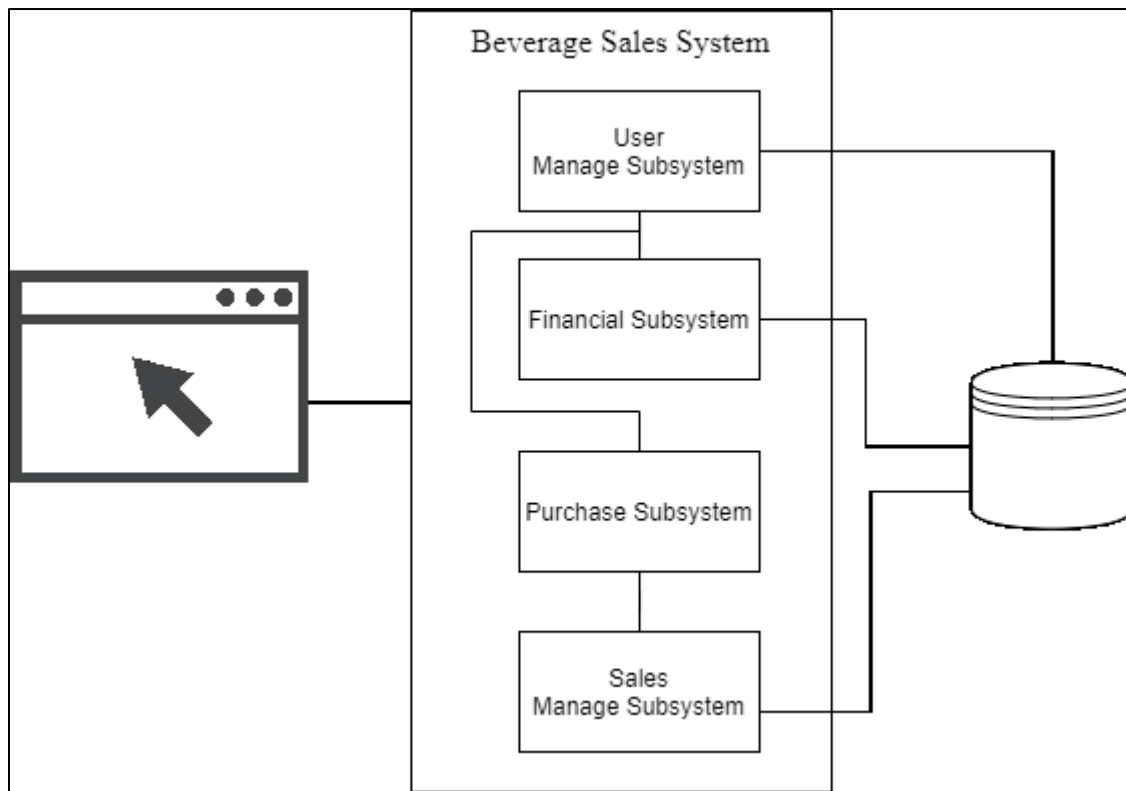 Beverage Sales System
User
Manage Subsystem
Financial Subsystem
Purchase Subsystem
Sales
Manage Subsystem